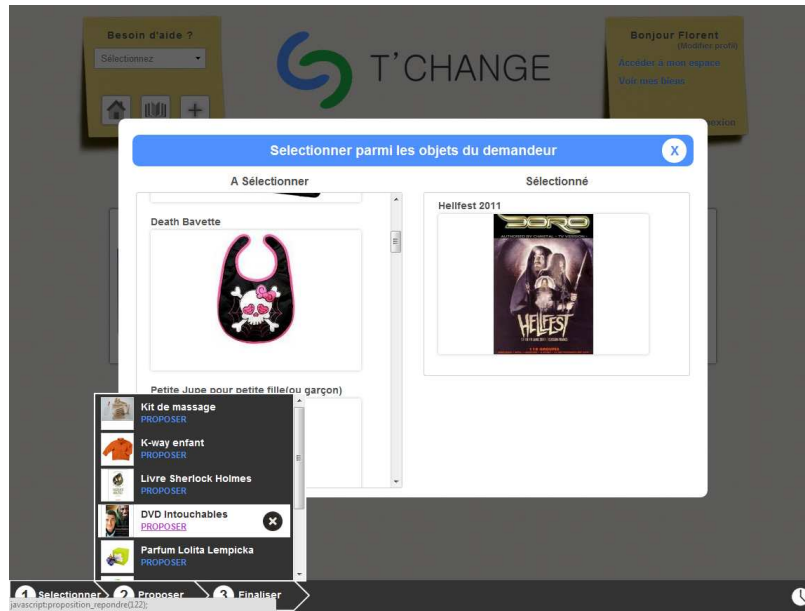 Besoin d'aide ?
Sélectionnez
T'CHANGE
Bonjour Florent
(Modifier profil)
Accéder a mon espace
Voir mes biens
nexion
Selectionner parmi les objets du demandeur
X
A Sélectionner
Sélectionné
Death Bavette
Hellfest 2011
DORO
HELLFEST
Petite Jupe pour petite fille(ou garçon)
Kit de massage
PROPOSER
K-way enfant
PROPOSER
Livre Sherlock Holmes
PROPOSER
DVD Intouchables
PROPOSER
Parfum Lolita Lempicka
PROPOSER
1 Selectionner
2 Proposer
3 Finaliser
javascript:proposition_repondre(122);